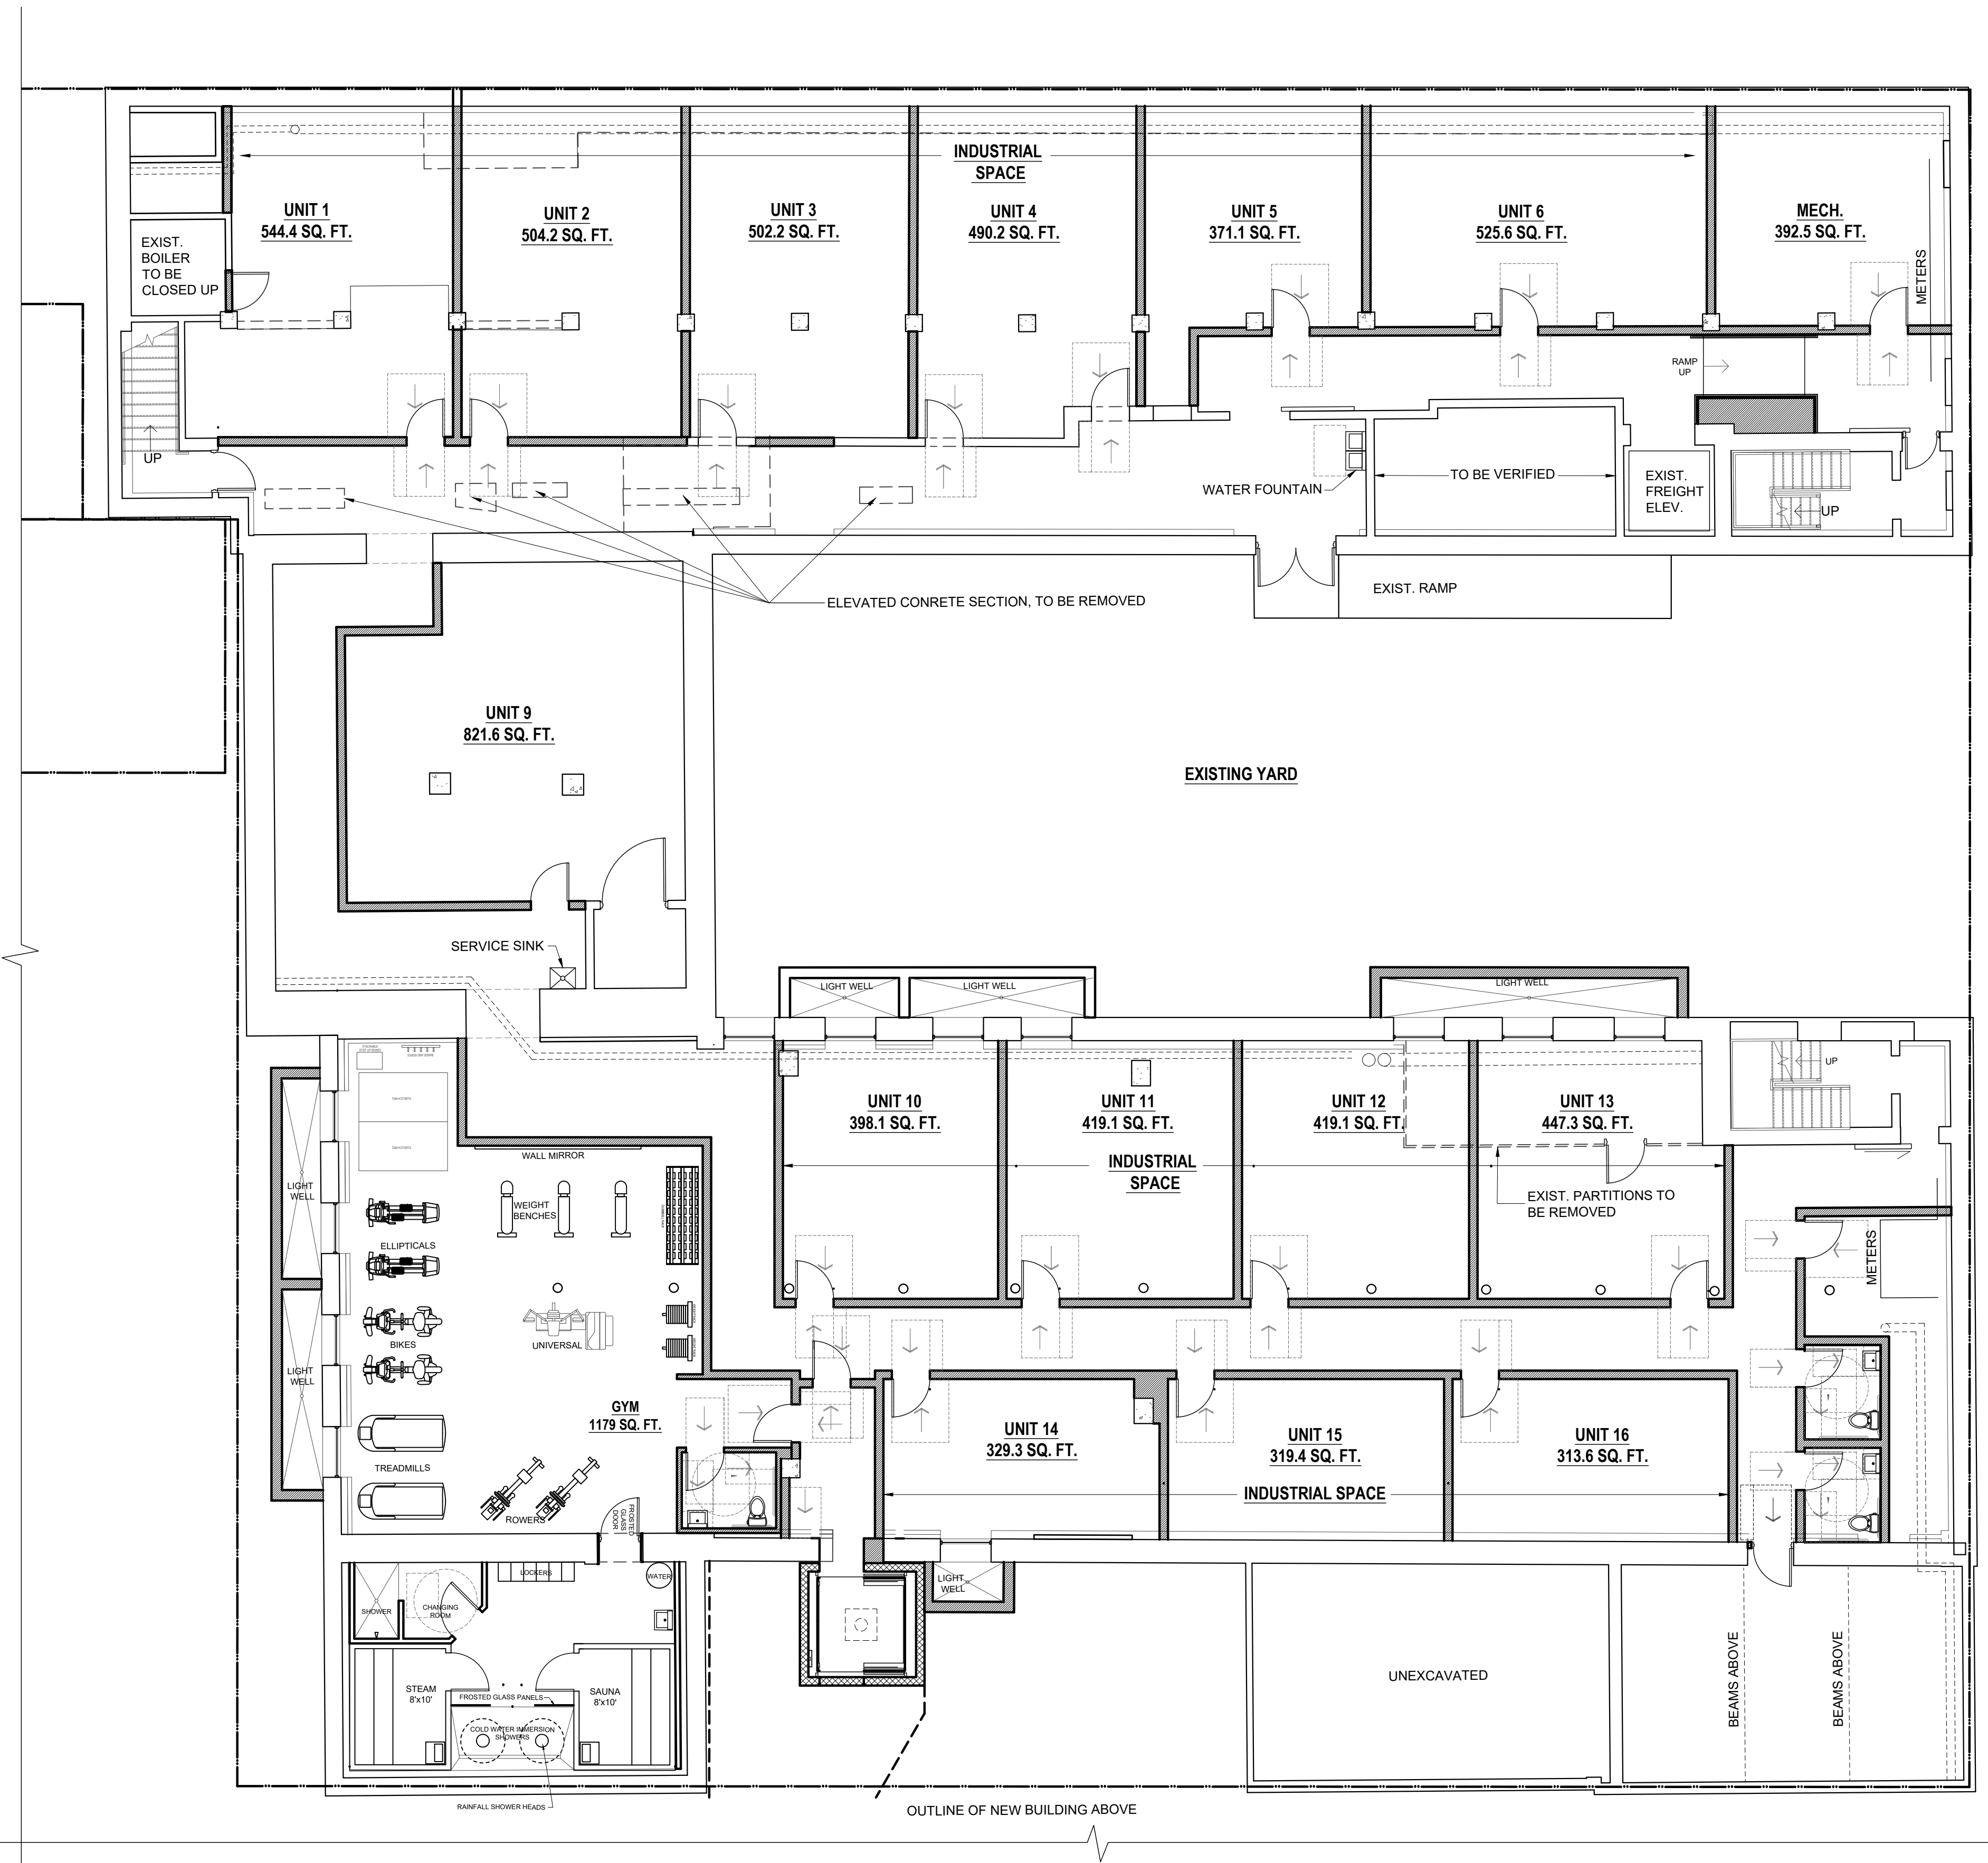 INDUSTRIAL
SPACE
UNIT 1
544.4 SQ. FT.
UNIT 2
504.2 SQ. FT.
UNIT 3
502.2 SQ. FT.
UNIT 4
490.2 SQ. FT.
UNIT 5
371.1 SQ. FT.
UNIT 6
525.6 SQ. FT.
MECH.
392.5 SQ. FT.
EXIST.
BOILER
TO BE
CLOSED UP
METERS
RAMP
UP
UP
WATER FOUNTAIN
TO BE VERIFIED
EXIST.
FREIGHT
ELEV.
UP
EXIST. RAMP
ELEVATED CONRETE SECTION, TO BE REMOVED
UNIT 9
821.6 SQ. FT.
EXISTING YARD
SERVICE SINK
LIGHT WELL
LIGHT WELL
LIGHT WELL
UP
UNIT 10
398.1 SQ. FT.
UNIT 11
419.1 SQ. FT.
UNIT 12
419.1 SQ. FT.
UNIT 13
447.3 SQ. FT.
INDUSTRIAL
SPACE
EXIST. PARTITIONS TO
BE REMOVED
METERS
WALL MIRROR
LIGHT
WELL
WEIGHT
BENCHES
ELLIPTICALS
BIKES
UNIVERSAL
LIGHT
WELL
GYM
1179 SQ. FT.
TREADMILLS
ROWERS
FROSTED
GLASS
DOOR
UNIT 14
329.3 SQ. FT.
UNIT 15
319.4 SQ. FT.
UNIT 16
313.6 SQ. FT.
INDUSTRIAL SPACE
LOCKERS
WATER
SHOWER
CHANGING
ROOM
LIGHT
WELL
STEAM
8'x10'
SAUNA
8'x10'
FROSTED GLASS PANELS
COLD WATER IMMERSION
SHOWERS
RAINFALL SHOWER HEADS
UNEXCAVATED
BEAMS ABOVE
BEAMS ABOVE
OUTLINE OF NEW BUILDING ABOVE